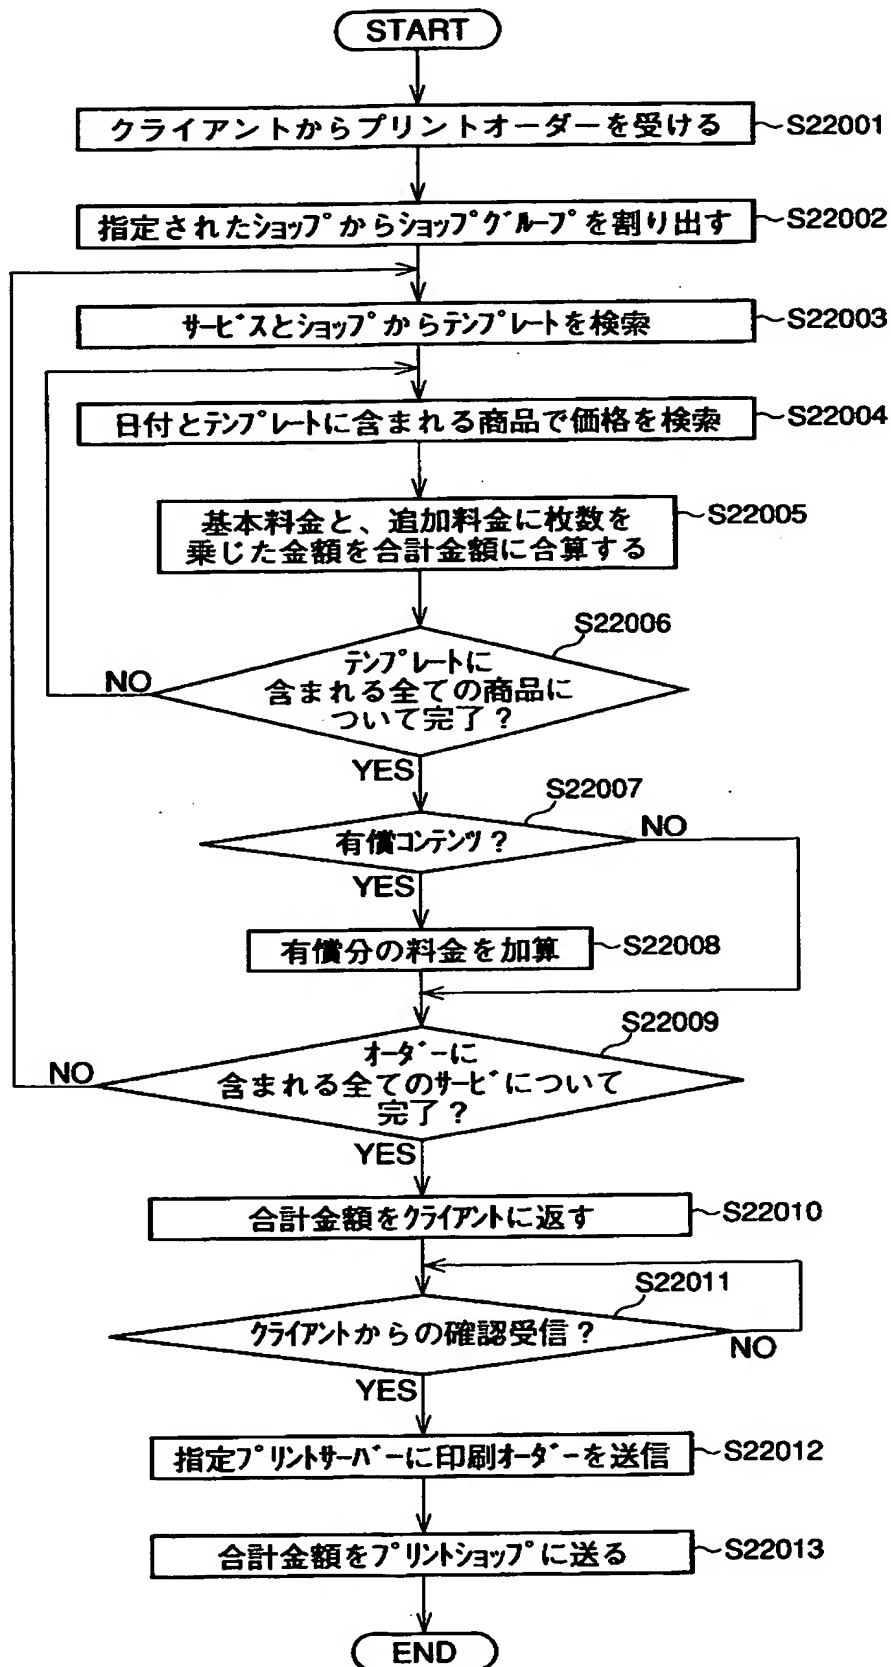 START
クライアントからプリントオーダーを受ける
S22001
指定されたショップからショップグループを割り出す
S22002
サービスとショップからテンプレートを検索
S22003
日付とテンプレートに含まれる商品で価格を検索
S22004
基本料金と、追加料金に枚数を
乗じた金額を合計金額に合算する
S22005
S22006
テンプレートに
含まれる全ての商品に
ついて完了?
NO
YES
S22007
有償コンテンツ?
NO
YES
有償分の料金を加算
S22008
S22009
オーダーに
含まれる全てのサービについて
完了?
NO
YES
合計金額をクライアントに返す
S22010
S22011
クライアントからの確認受信?
NO
YES
指定プリントサーバーに印刷オーダーを送信
S22012
合計金額をプリントショップに送る
S22013
END